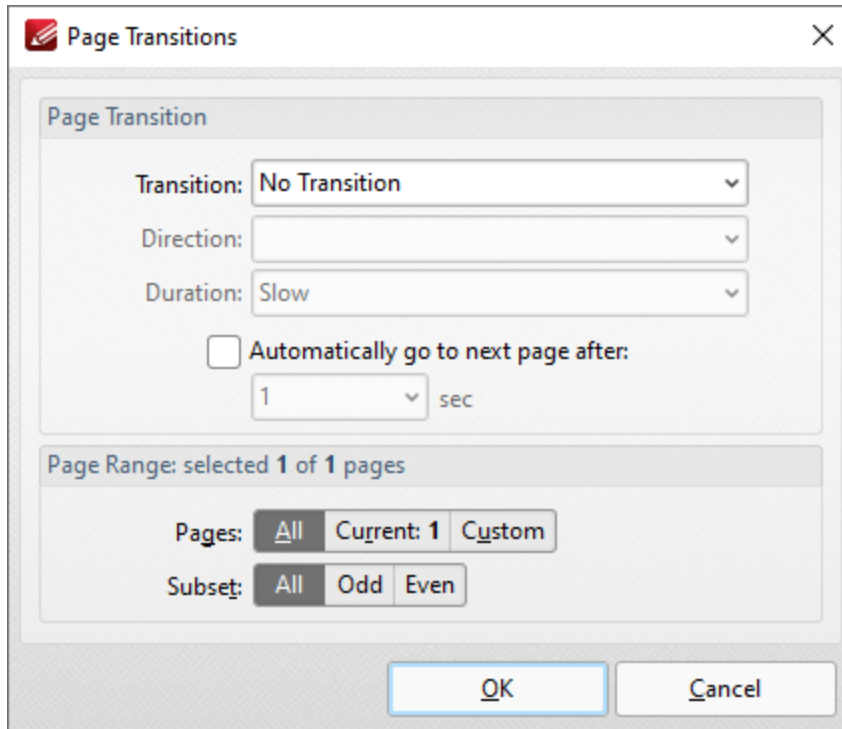 Page Transitions
Page Transition
Transition: No Transition
Direction:
Duration: Slow
Automatically go to next page after:
1 sec
Page Range: selected 1 of 1 pages
Pages: All Current: 1 Custom
Subset: All Odd Even
OK Cancel